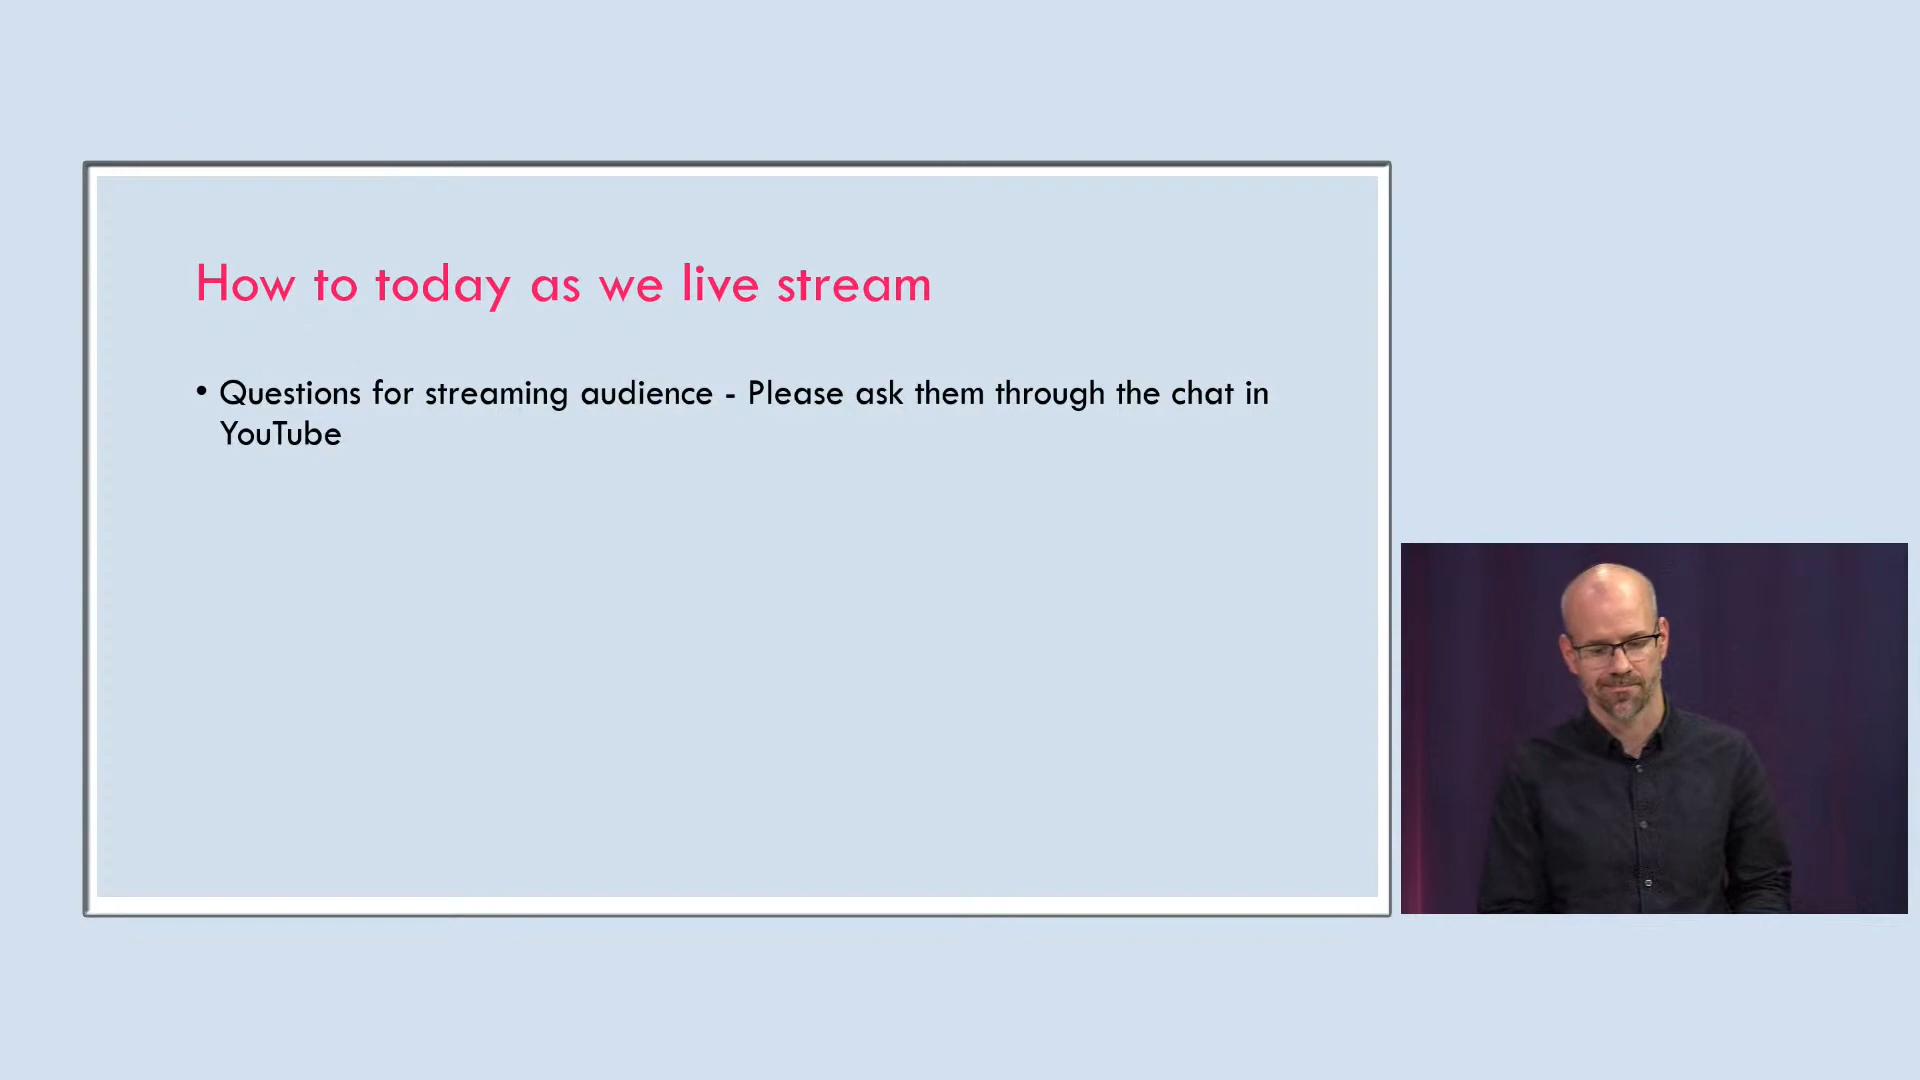 How to today as we live stream
• Questions for streaming audience - Please ask them through the chat in
YouTube